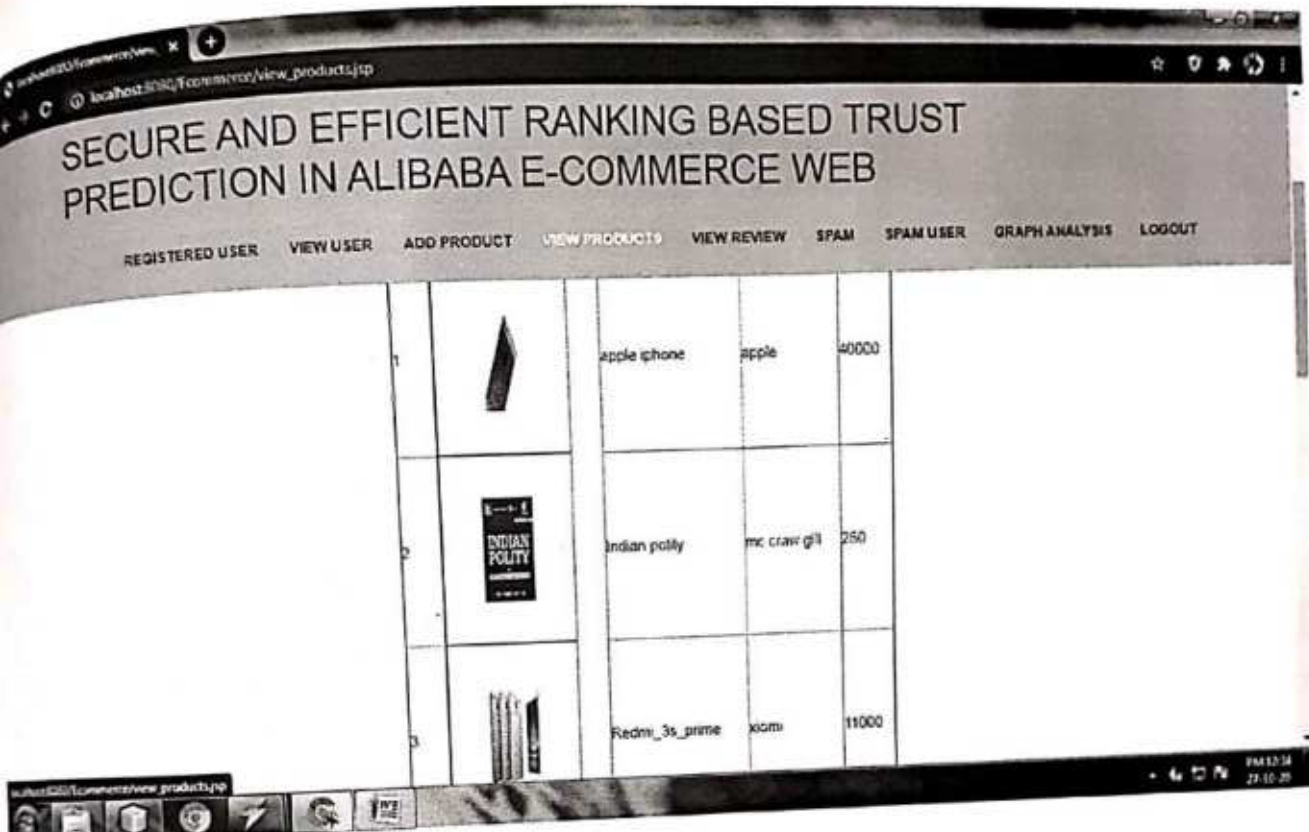 localhost:8080/Ecommerce/view_products.jsp
SECURE AND EFFICIENT RANKING BASED TRUST
PREDICTION IN ALIBABA E-COMMERCE WEB
REGISTERED USER VIEW USER ADD PRODUCT VIEW PRODUCTS VIEW REVIEW SPAM SPAM USER GRAPH ANALYSIS LOGOUT
1 apple iphone apple 40000
INDIAN
POLITY
2 Indian polity mc craw gill 250
3 Redmi_3s_prime xiomi 11000